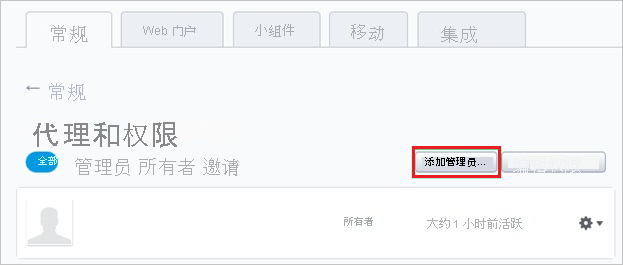 常规 Web 门户 小组件 移动 集成
← 常规
代理和权限
全部 管理员 所有者 邀请 添加管理员...
所有者 大约 1 小时前活跃